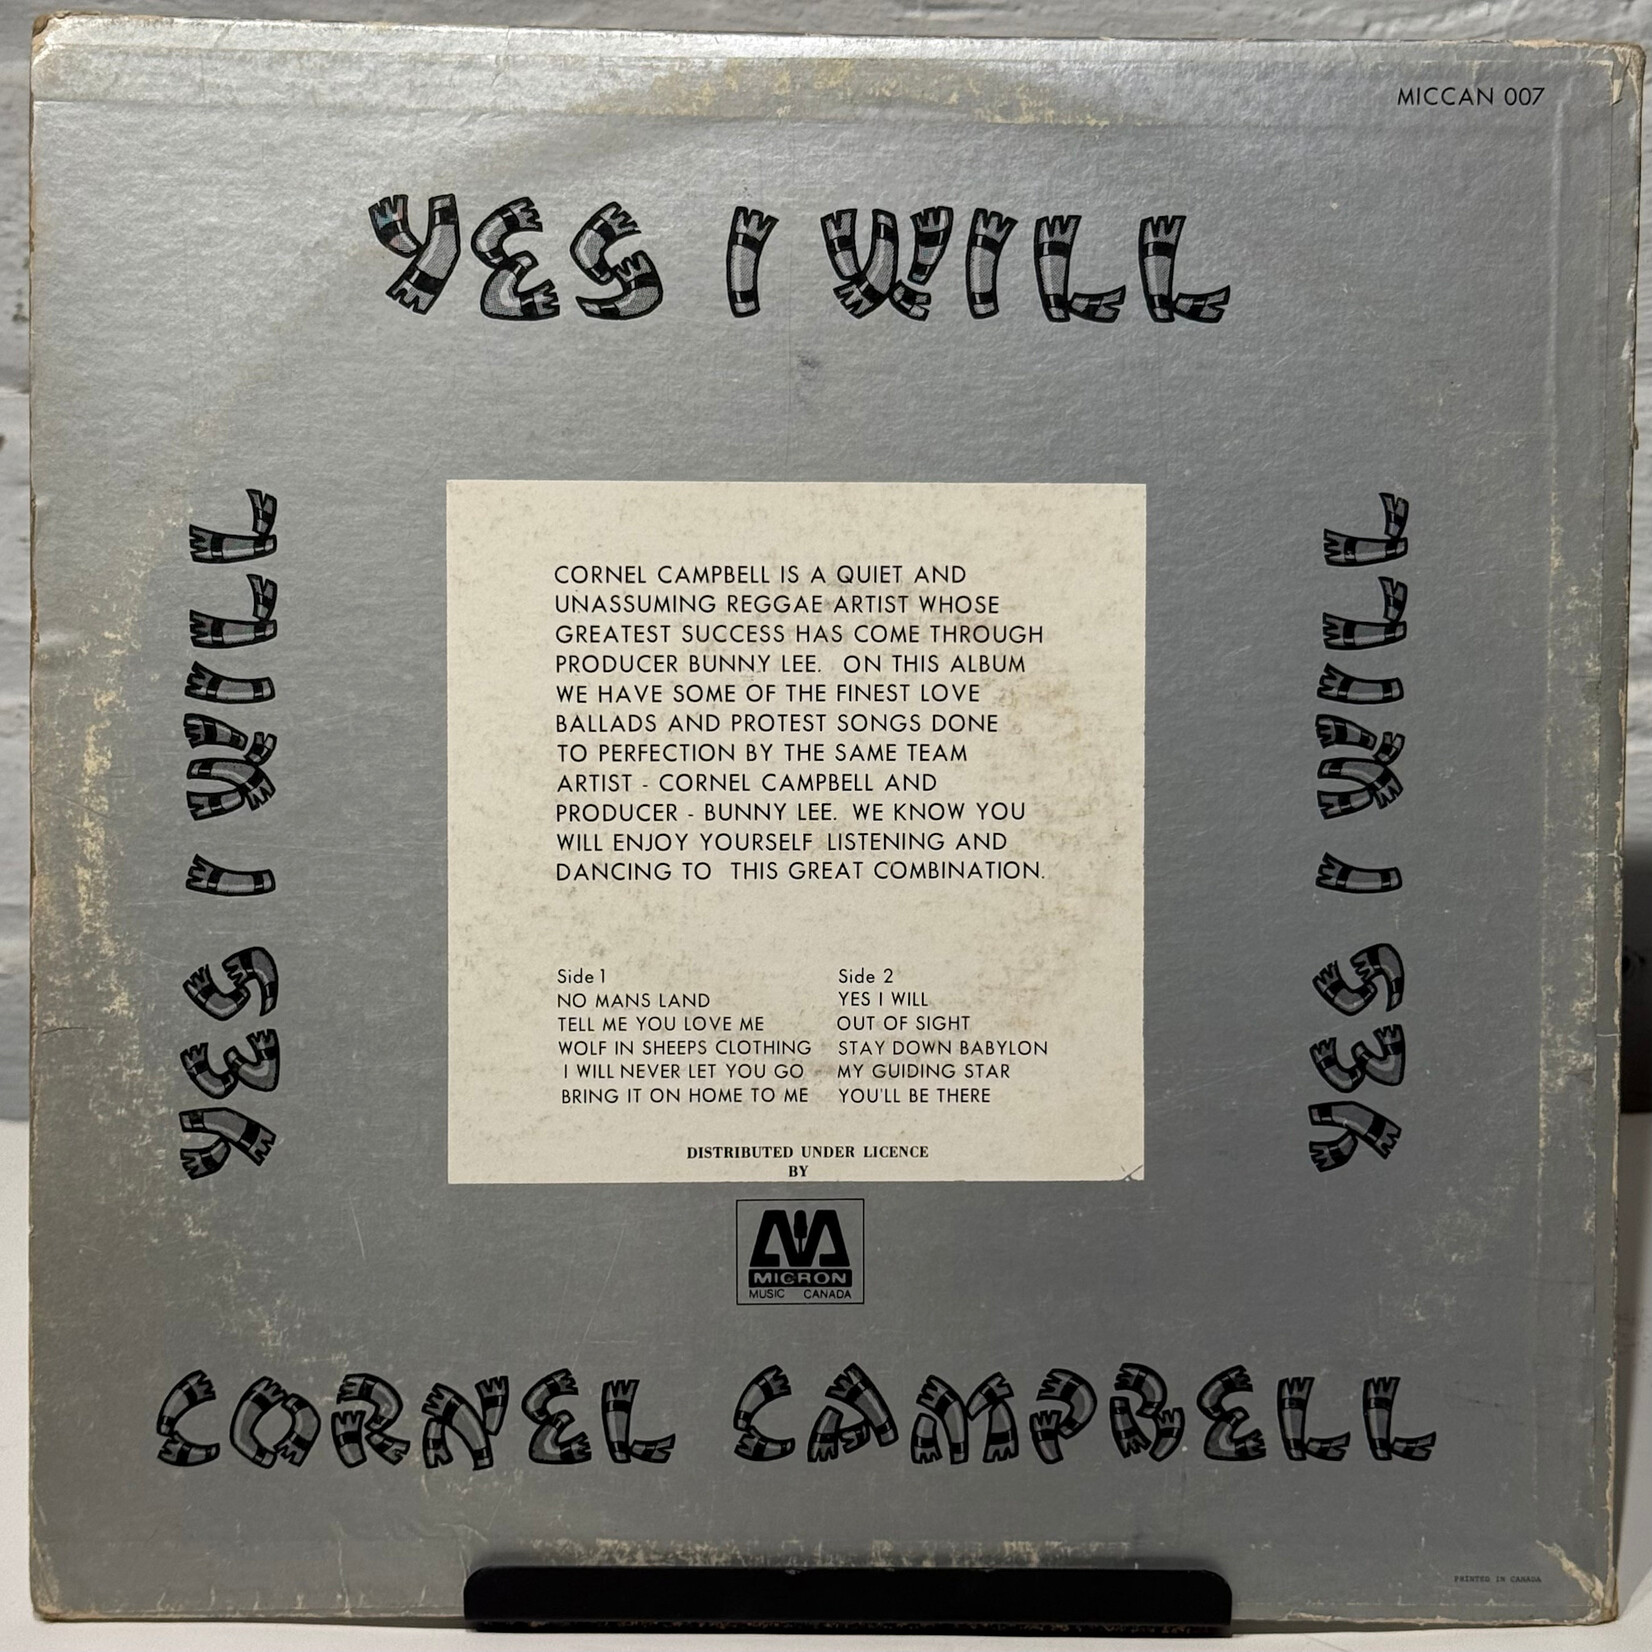 MICCAN 007
YES I WILL
YES I WILL
YES I WILL
CORNEL CAMPBELL IS A QUIET AND
UNASSUMING REGGAE ARTIST WHOSE
GREATEST SUCCESS HAS COME THROUGH
PRODUCER BUNNY LEE. ON THIS ALBUM
WE HAVE SOME OF THE FINEST LOVE
BALLADS AND PROTEST SONGS DONE
TO PERFECTION BY THE SAME TEAM
ARTIST - CORNEL CAMPBELL AND
PRODUCER - BUNNY LEE. WE KNOW YOU
WILL ENJOY YOURSELF LISTENING AND
DANCING TO THIS GREAT COMBINATION.
Side 1
NO MANS LAND
TELL ME YOU LOVE ME
WOLF IN SHEEPS CLOTHING
I WILL NEVER LET YOU GO
BRING IT ON HOME TO ME
Side 2
YES I WILL
OUT OF SIGHT
STAY DOWN BABYLON
MY GUIDING STAR
YOU'LL BE THERE
DISTRIBUTED UNDER LICENCE
BY
MICRON
MUSIC CANADA
CORNEL CAMPBELL
PRINTED IN CANADA